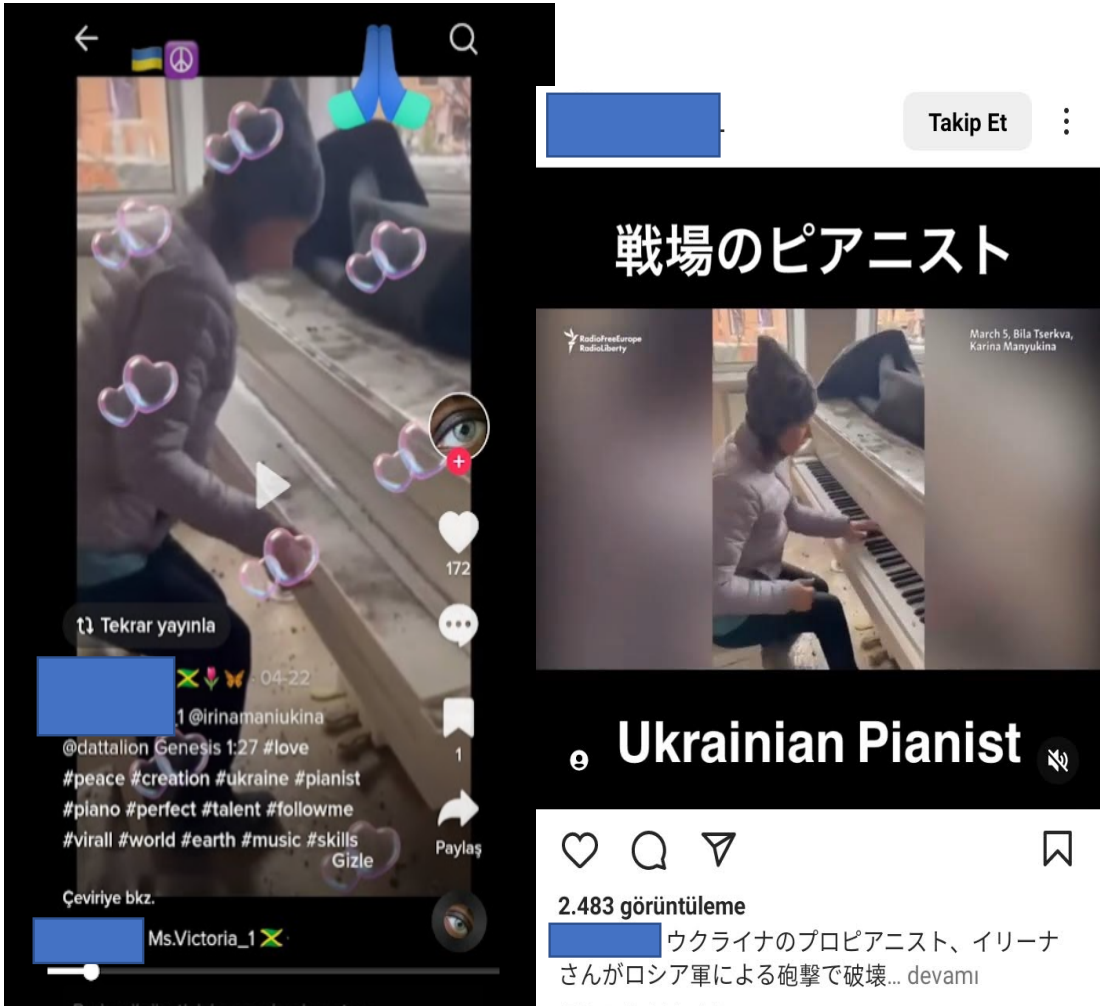 Tekrar yayınla
· 04-22
_1 @irinamaniukina
@dattalion Genesis 1:27 #love
#peace #creation #ukraine #pianist
#piano #perfect #talent #followme
#virall #world #earth #music #skills
Gizle
Çeviriye bkz.
Ms.Victoria_1
172
1
Paylaş
Takip Et
戦場のピアニスト
RadioFreeEurope
RadioLiberty
March 5, Bila Tserkva,
Karina Manyukina
Ukrainian Pianist
2.483 görüntüleme
ウクライナのプロピアニスト、イリーナ
さんがロシア軍による砲撃で破壊... devamı